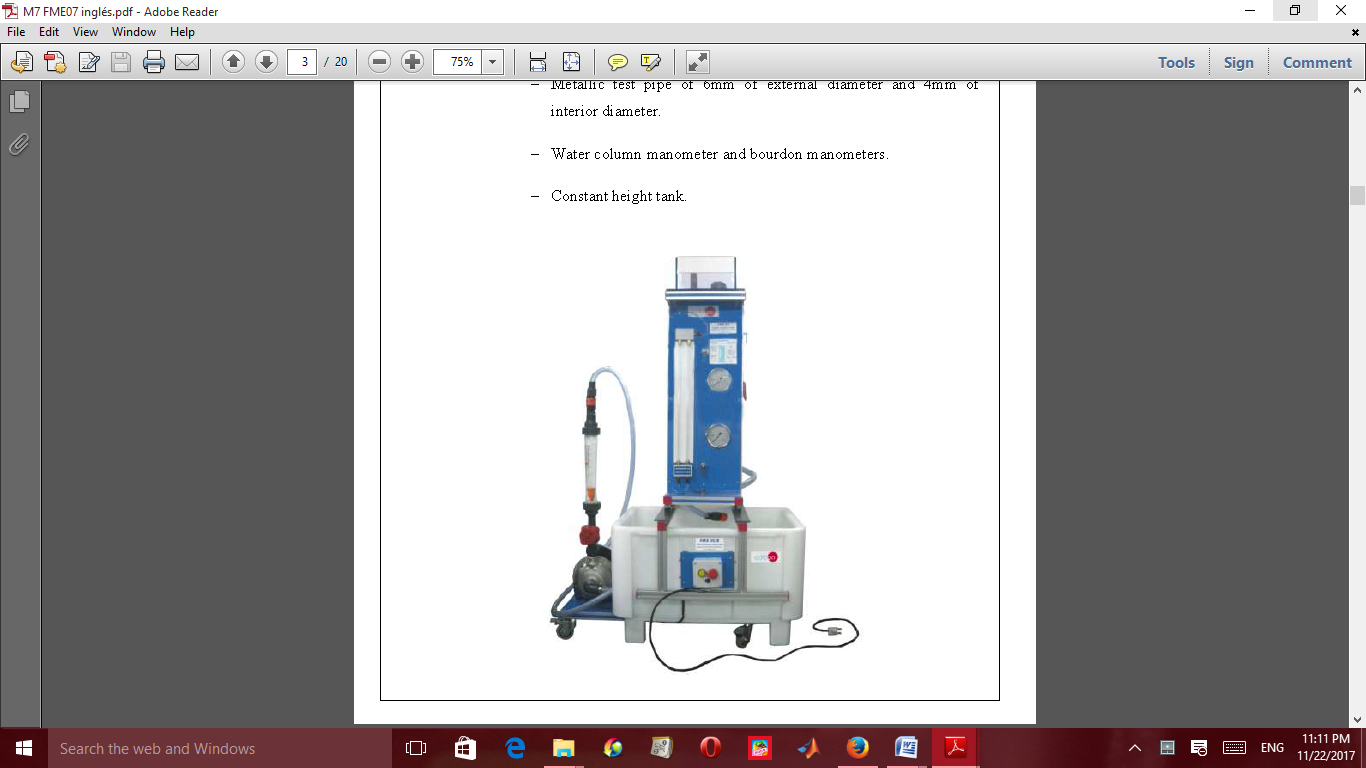 M7 FME07 inglés.pdf - Adobe Reader
File Edit View Window Help
3 / 20 75% Tools Sign Comment
– Metallic test pipe of 6mm of external diameter and 4mm of
interior diameter.
– Water column manometer and bourdon manometers.
– Constant height tank.
Search the web and Windows
ENG
11:11 PM
11/22/2017